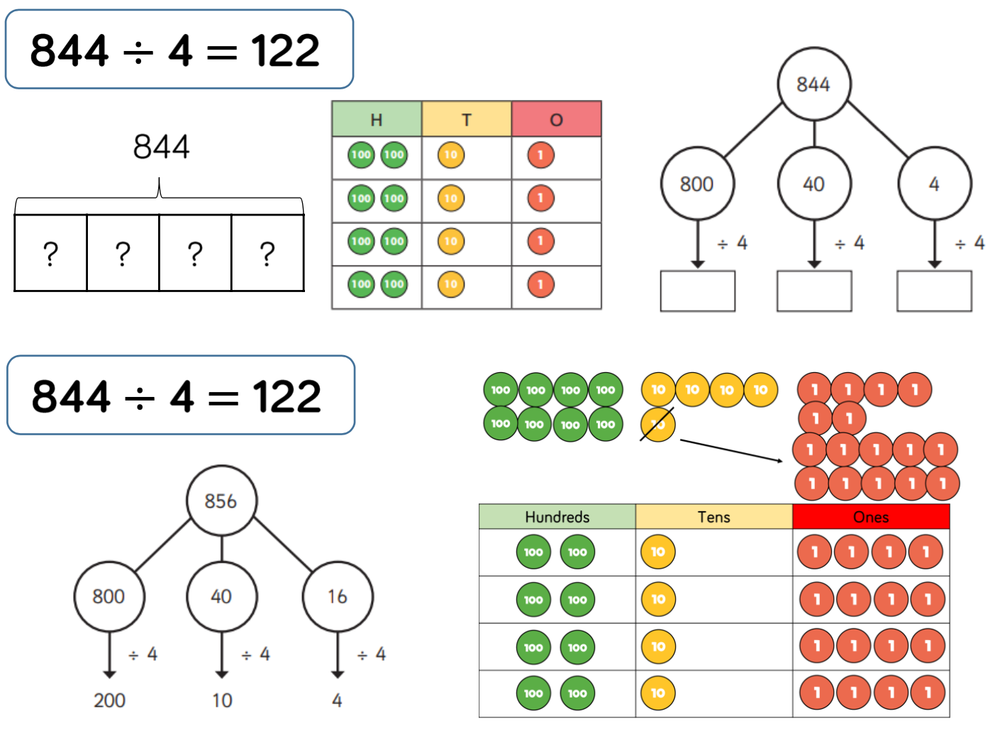 844 ÷ 4 = 122
844
? ? ? ?
H T O
100 100 10 1
100 100 10 1
100 100 10 1
100 100 10 1
844
800 40 4
÷ 4 ÷ 4 ÷ 4
844 ÷ 4 = 122
856
800 40 16
÷ 4 ÷ 4 ÷ 4
200 10 4
100 100 100 100 10 10 10 10 1 1 1 1
100 100 100 100 10 1 1
1 1 1 1 1
1 1 1 1 1
Hundreds Tens Ones
100 100 10 1 1 1 1
100 100 10 1 1 1 1
100 100 10 1 1 1 1
100 100 10 1 1 1 1